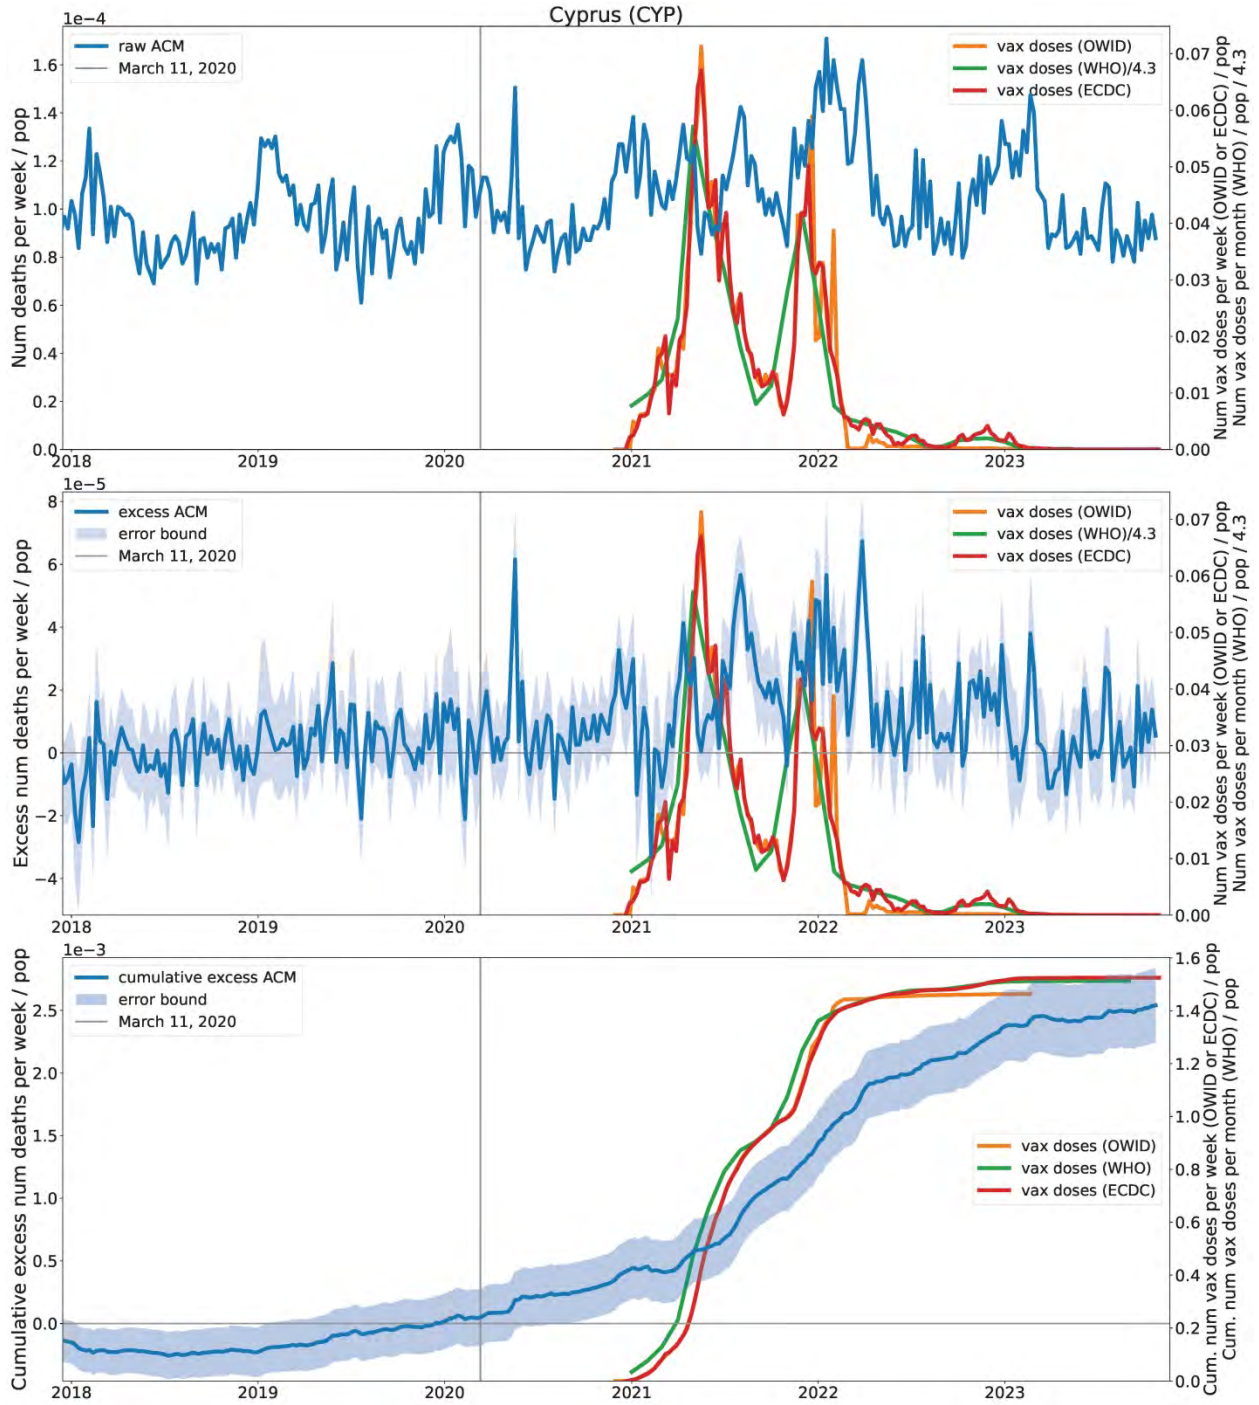 Cyprus (CYP)
1e−4
raw ACM
March 11, 2020
vax doses (OWID)
vax doses (WHO)/4.3
vax doses (ECDC)
Num deaths per week / pop
1.6
1.4
1.2
1.0
0.8
0.6
0.4
0.2
0.0
0.07
0.06
0.05
0.04
0.03
0.02
0.01
0.00
Num vax doses per week (OWID or ECDC) / pop
Num vax doses per month (WHO) / pop / 4.3
2018 2019 2020 2021 2022 2023
1e−5
excess ACM
error bound
March 11, 2020
vax doses (OWID)
vax doses (WHO)/4.3
vax doses (ECDC)
Excess num deaths per week / pop
8
6
4
2
0
−2
−4
0.07
0.06
0.05
0.04
0.03
0.02
0.01
0.00
Num vax doses per week (OWID or ECDC) / pop
Num vax doses per month (WHO) / pop / 4.3
2018 2019 2020 2021 2022 2023
1e−3
cumulative excess ACM
error bound
March 11, 2020
vax doses (OWID)
vax doses (WHO)
vax doses (ECDC)
Cumulative excess num deaths per week / pop
2.5
2.0
1.5
1.0
0.5
0.0
1.6
1.4
1.2
1.0
0.8
0.6
0.4
0.2
0.0
Cum. num vax doses per week (OWID or ECDC) / pop
Cum. num vax doses per month (WHO) / pop
2018 2019 2020 2021 2022 2023